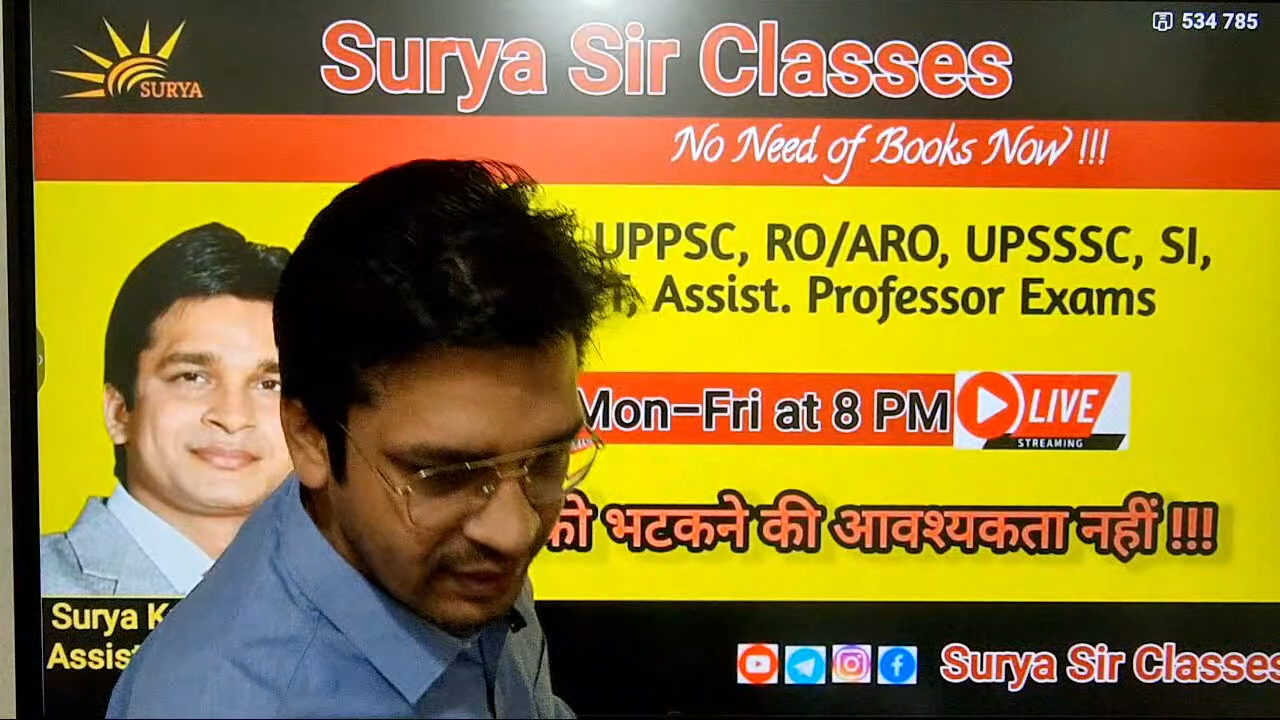 534 785
SURYA
Surya Sir Classes
No Need of Books Now !!!
UPPSC, RO/ARO, UPSSSC, SI,
Assist. Professor Exams
Mon–Fri at 8 PM
LIVE
STREAMING
को भटकने की आवश्यकता नहीं !!!
Surya
Surya Sir Classes